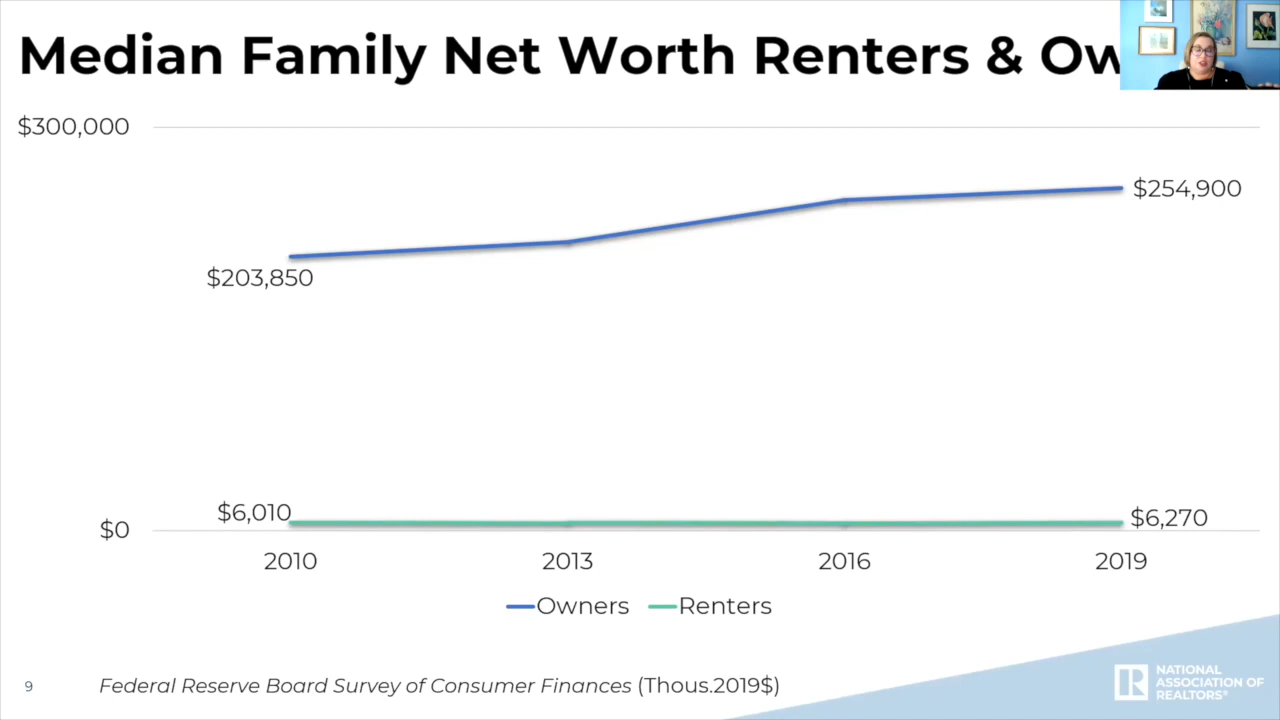 Median Family Net Worth Renters & Ow
$300,000
$254,900
$203,850
$6,010
$6,270
$0
2010 2013 2016 2019
Owners Renters
9
Federal Reserve Board Survey of Consumer Finances (Thous.2019$)
NATIONAL
ASSOCIATION OF
REALTORS®